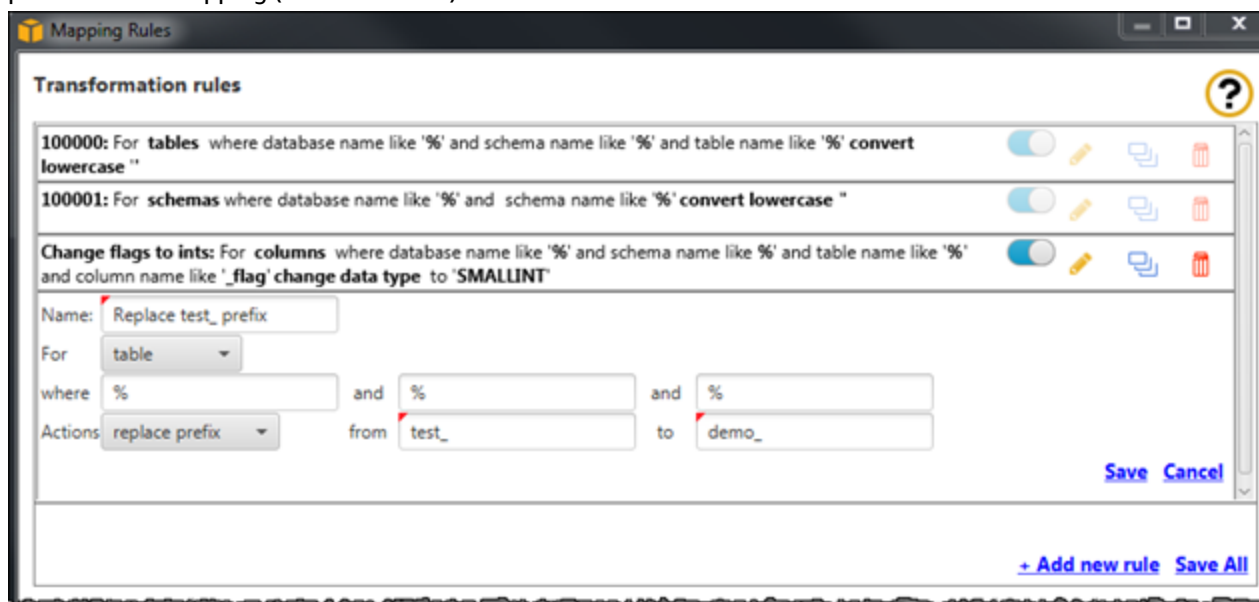 Mapping Rules
Transformation rules
?
100000: For tables where database name like '%' and schema name like '%' and table name like '%' convert
lowercase ''
100001: For schemas where database name like '%' and schema name like '%' convert lowercase ''
Change flags to ints: For columns where database name like '%' and schema name like %' and table name like '%'
and column name like '_flag' change data type to 'SMALLINT'
Name: Replace test_ prefix
For table
where % and % and %
Actions replace prefix from test_ to demo_
Save Cancel
+ Add new rule Save All